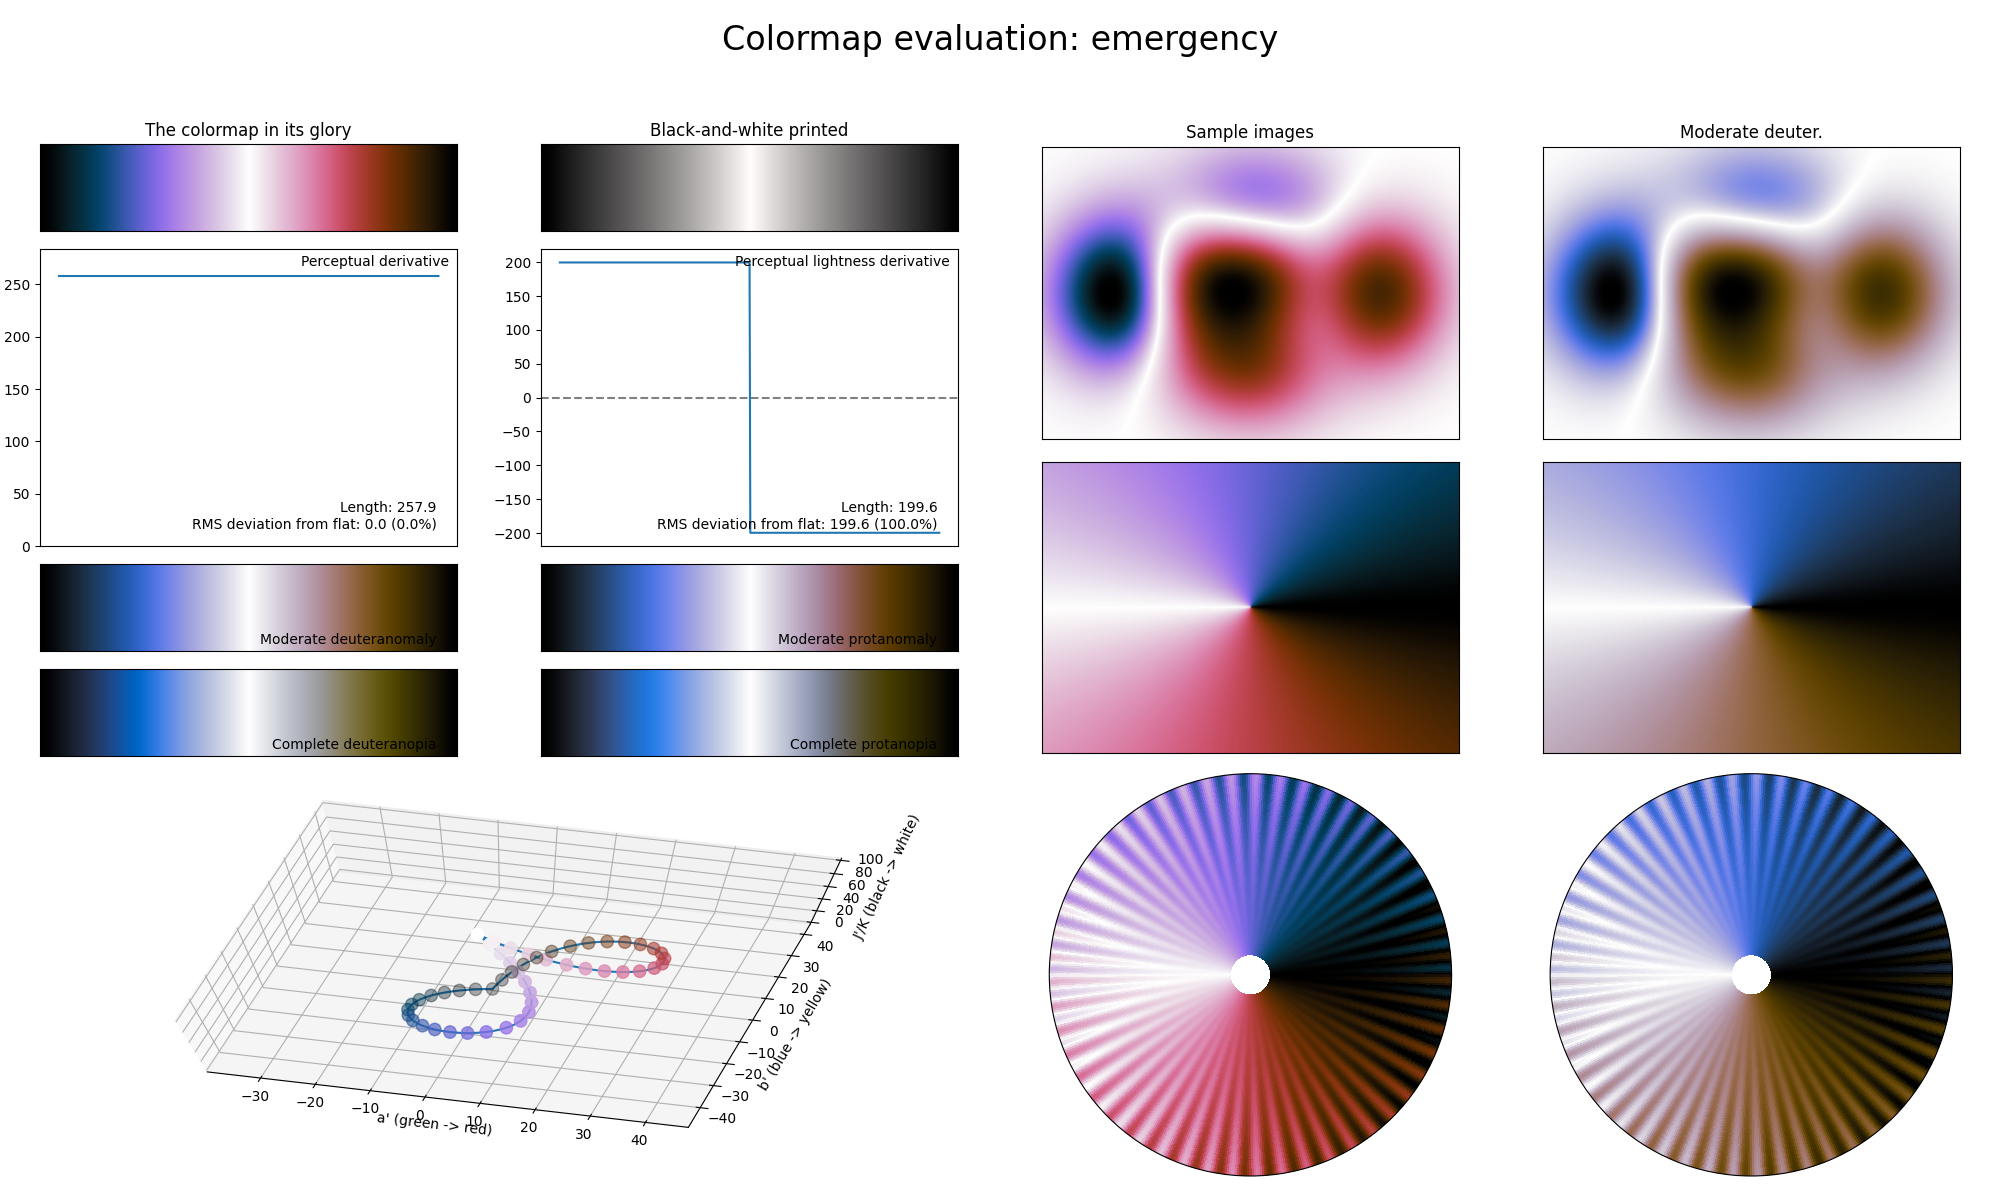 Colormap evaluation: emergency
The colormap in its glory
Black-and-white printed
Sample images
Moderate deuter.
Perceptual derivative
250
200
150
100
50
0
Length: 257.9
RMS deviation from flat: 0.0 (0.0%)
Perceptual lightness derivative
200
150
100
50
0
−50
−100
−150
−200
Length: 199.6
RMS deviation from flat: 199.6 (100.0%)
Moderate deuteranomaly
Moderate protanomaly
Complete deuteranopia
Complete protanopia
−30
−20
−10
0
10
20
30
40
a' (green -> red)
−40
−30
−20
−10
0
10
20
30
40
b' (blue -> yellow)
0
20
40
60
80
100
J'/K (black -> white)